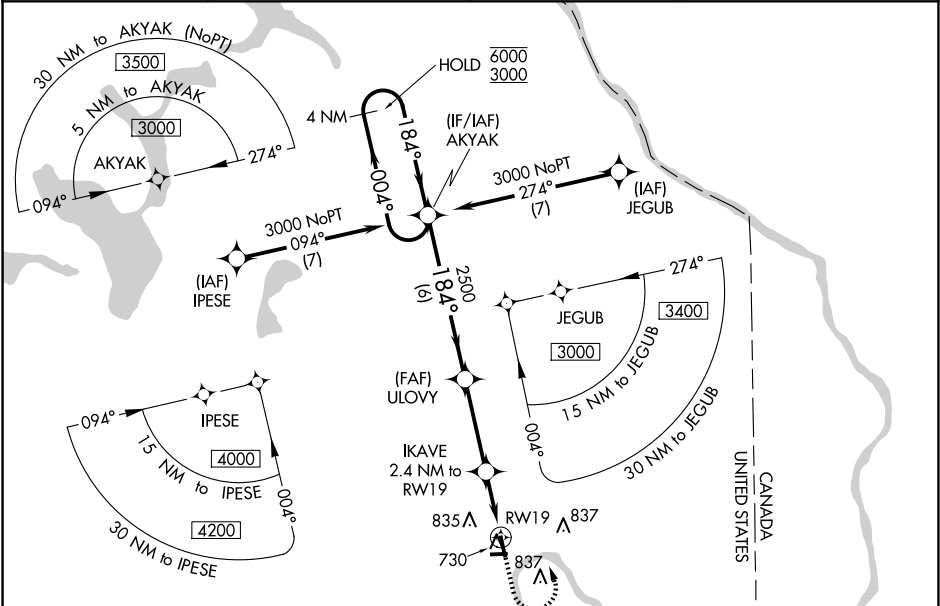 30 NM to AKYAK (NoPT)
3500
5 NM to AKYAK
3000
AKYAK
094°
274°
HOLD 6000
3000
4 NM
184°
004°
(IF/IAF)
AKYAK
3000 NoPT
274°
(7)
(IAF)
JEGUB
3000 NoPT
094°
(7)
(IAF)
IPESE
2500
184°
(6)
274°
JEGUB
3400
3000
15 NM to JEGUB
30 NM to JEGUB
004°
(FAF)
ULOVY
094°
IPESE
4000
15 NM to IPESE
4200
30 NM to IPESE
004°
IKAVE
2.4 NM to
RW19
835
RW19
837
730
837
CANADA
UNITED STATES